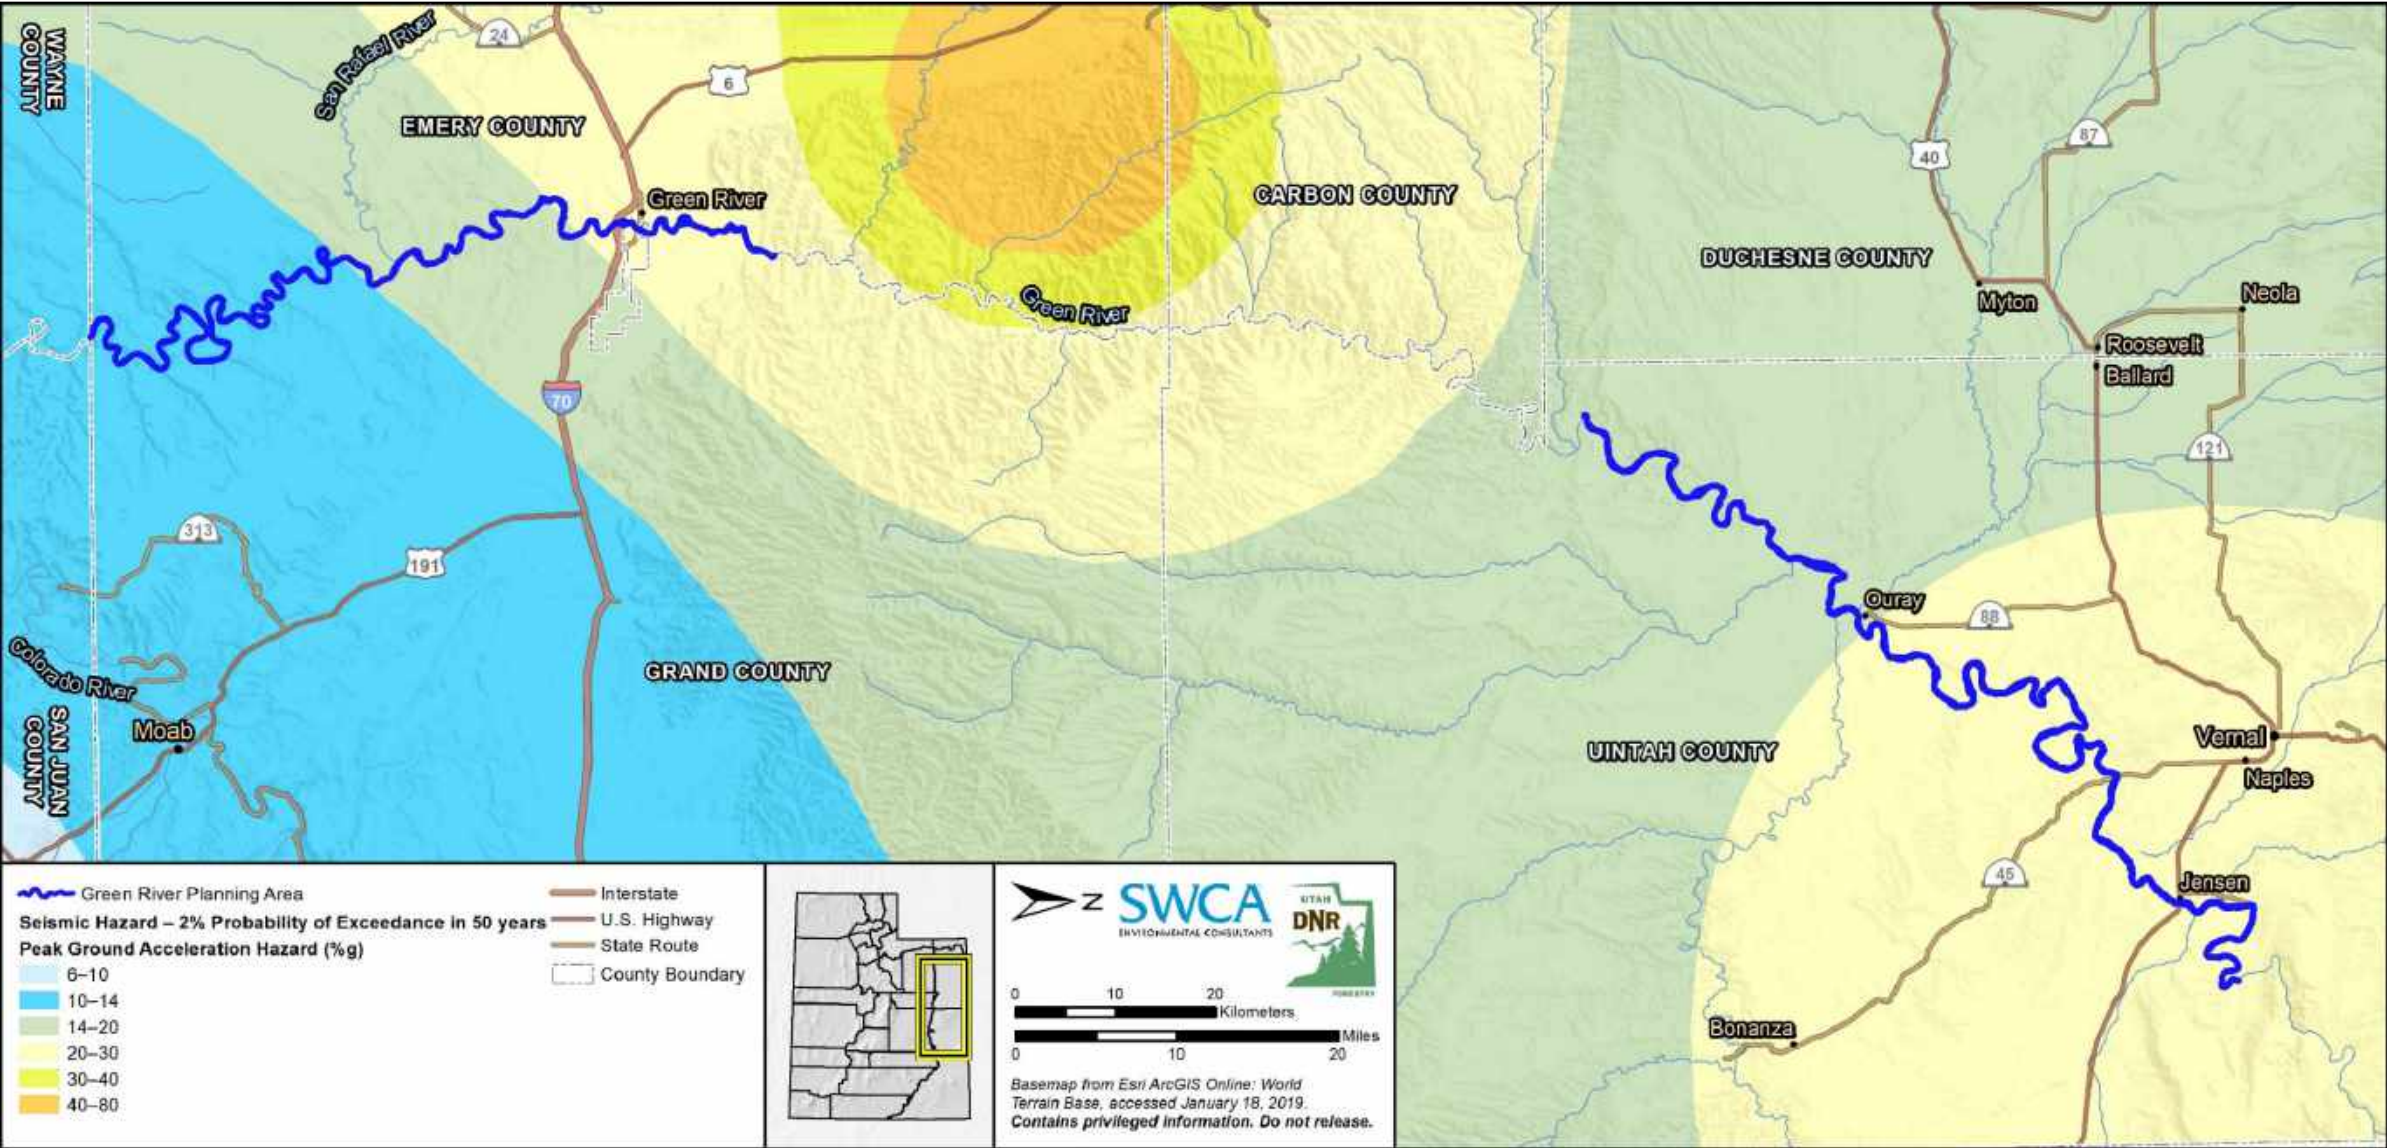 WAYNE
COUNTY
San Rafael River
24
6
EMERY COUNTY
Green River
CARBON COUNTY
40
87
DUCHESNE COUNTY
Green River
Myton
Neola
Roosevelt
Ballard
70
121
313
191
Ouray
88
Colorado River
GRAND COUNTY
SAN JUAN
COUNTY
Moab
UINTAH COUNTY
Vernal
Naples
45
Jensen
Bonanza
Green River Planning Area
Seismic Hazard – 2% Probability of Exceedance in 50 years
Peak Ground Acceleration Hazard (%g)
6–10
10–14
14–20
20–30
30–40
40–80
Interstate
U.S. Highway
State Route
County Boundary
N
SWCA
ENVIRONMENTAL CONSULTANTS
UTAH
DNR
FORESTRY
0 10 20
Kilometers
Miles
0 10 20
Basemap from Esri ArcGIS Online: World
Terrain Base, accessed January 18, 2019.
Contains privileged information. Do not release.